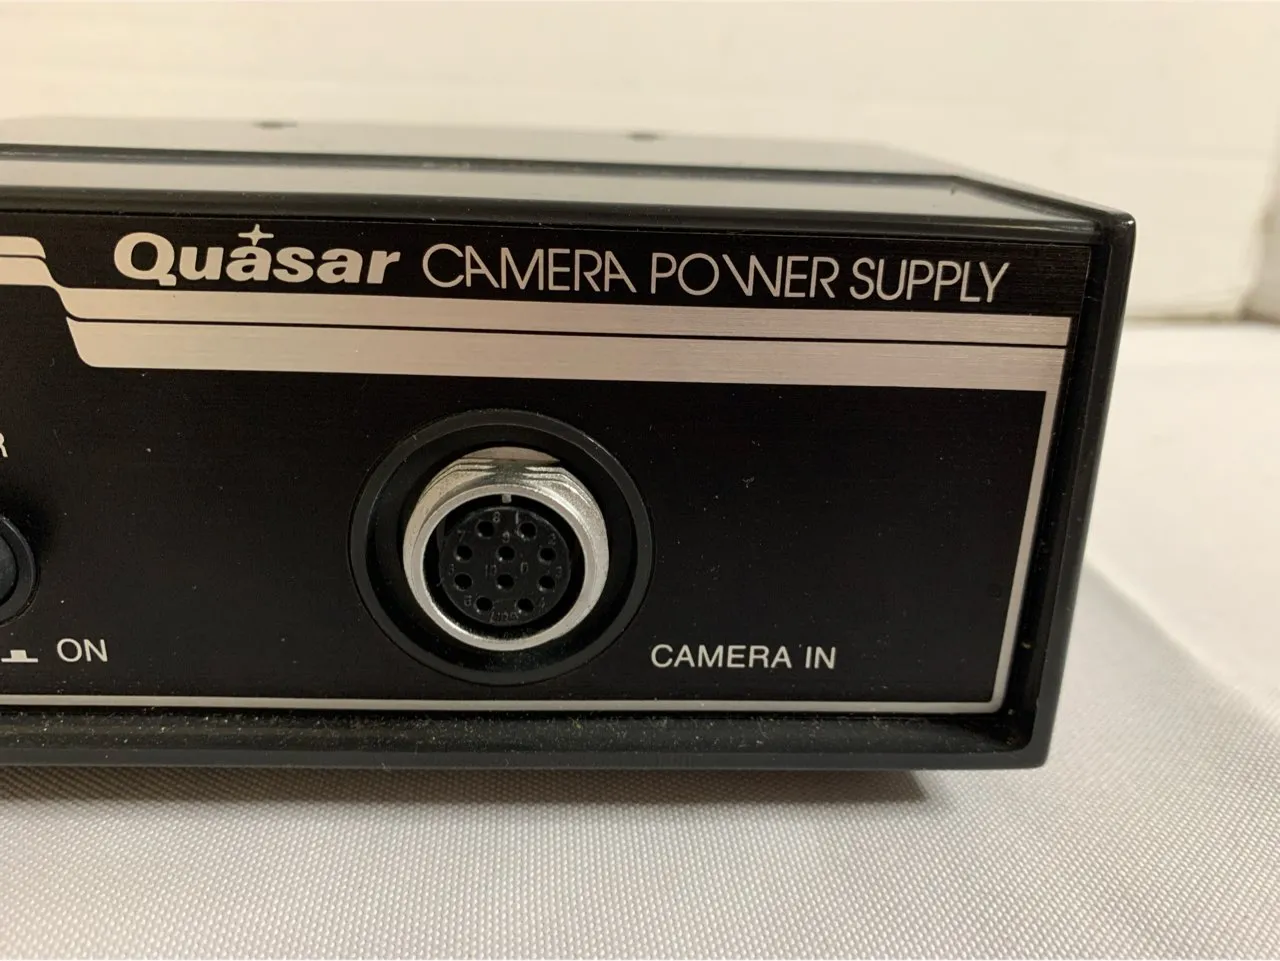 Quasar CAMERA POWER SUPPLY
R
ON
CAMERA IN